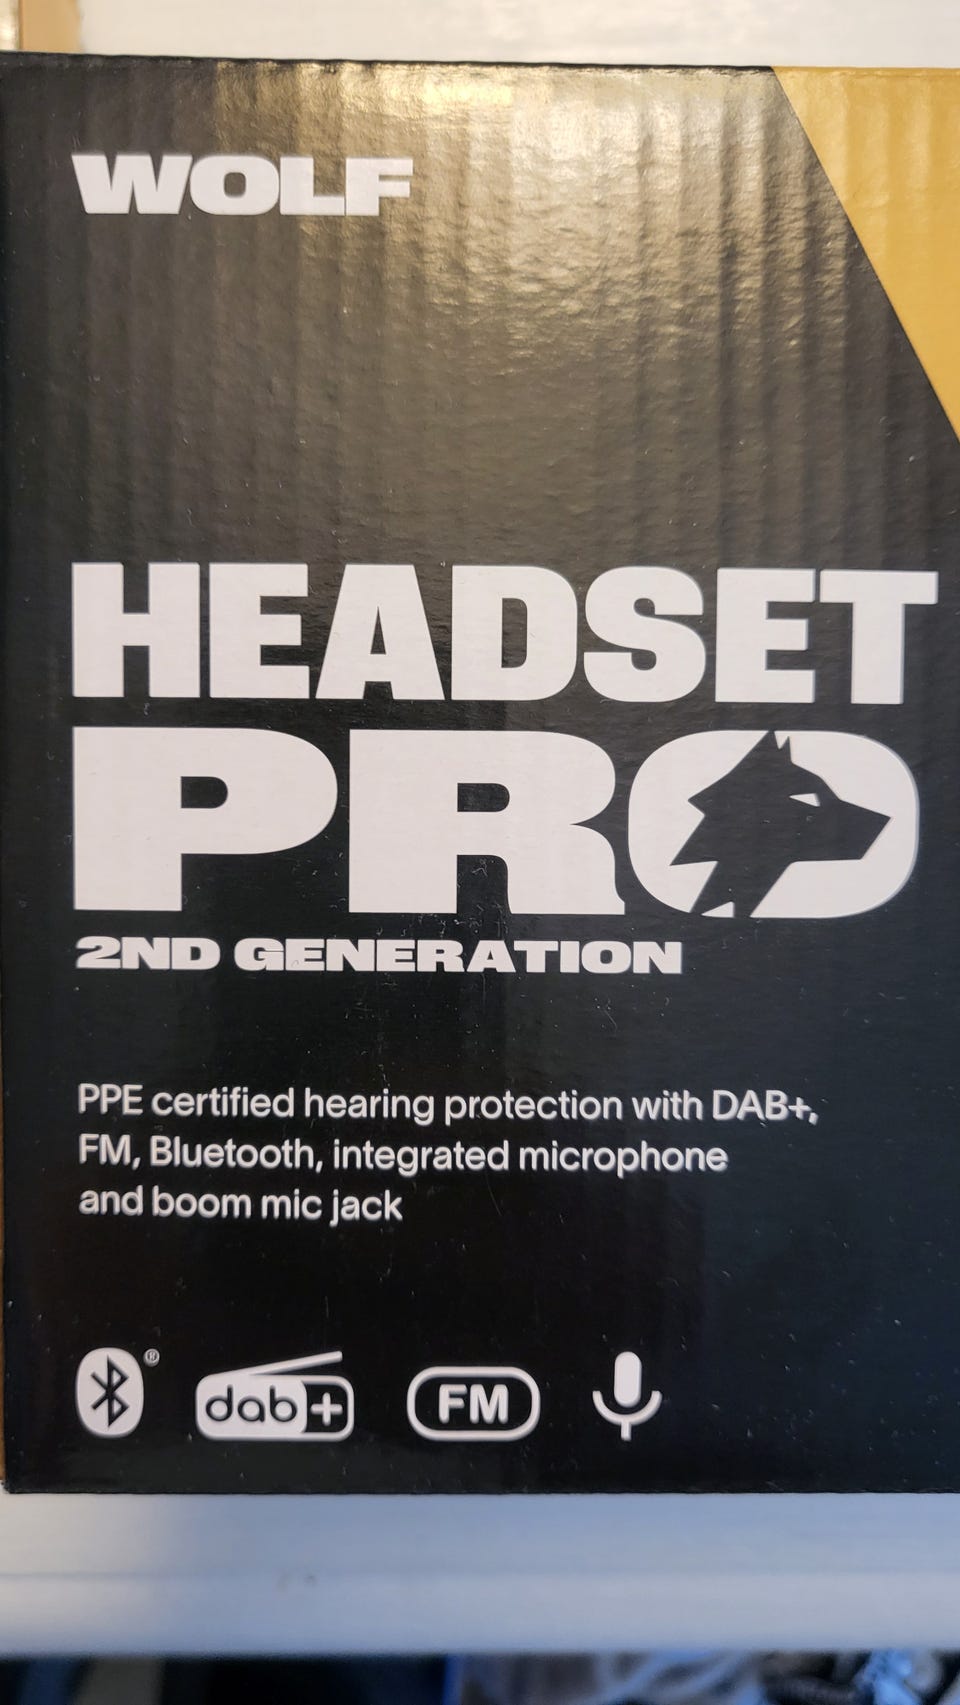 WOLF
HEADSET
PRO
2ND GENERATION
PPE certified hearing protection with DAB+,
FM, Bluetooth, integrated microphone
and boom mic jack
® dab+ FM